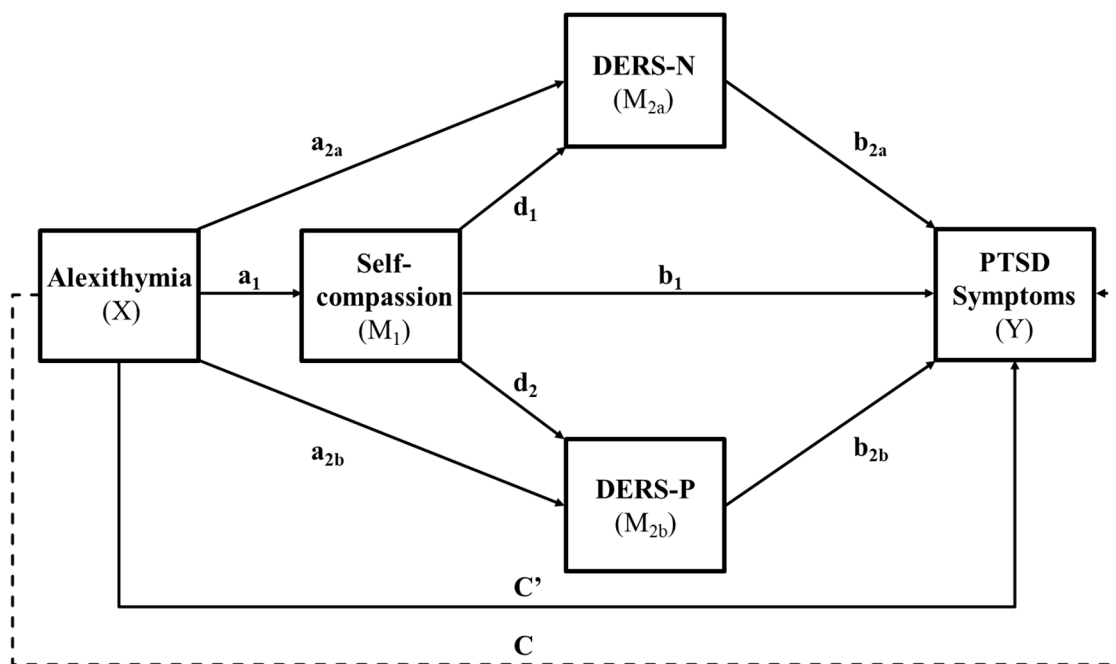 DERS-N
(M2a)
a2a
b2a
d1
Alexithymia
(X)
a1
Self-
compassion
(M1)
b1
PTSD
Symptoms
(Y)
d2
a2b
b2b
DERS-P
(M2b)
C’
C